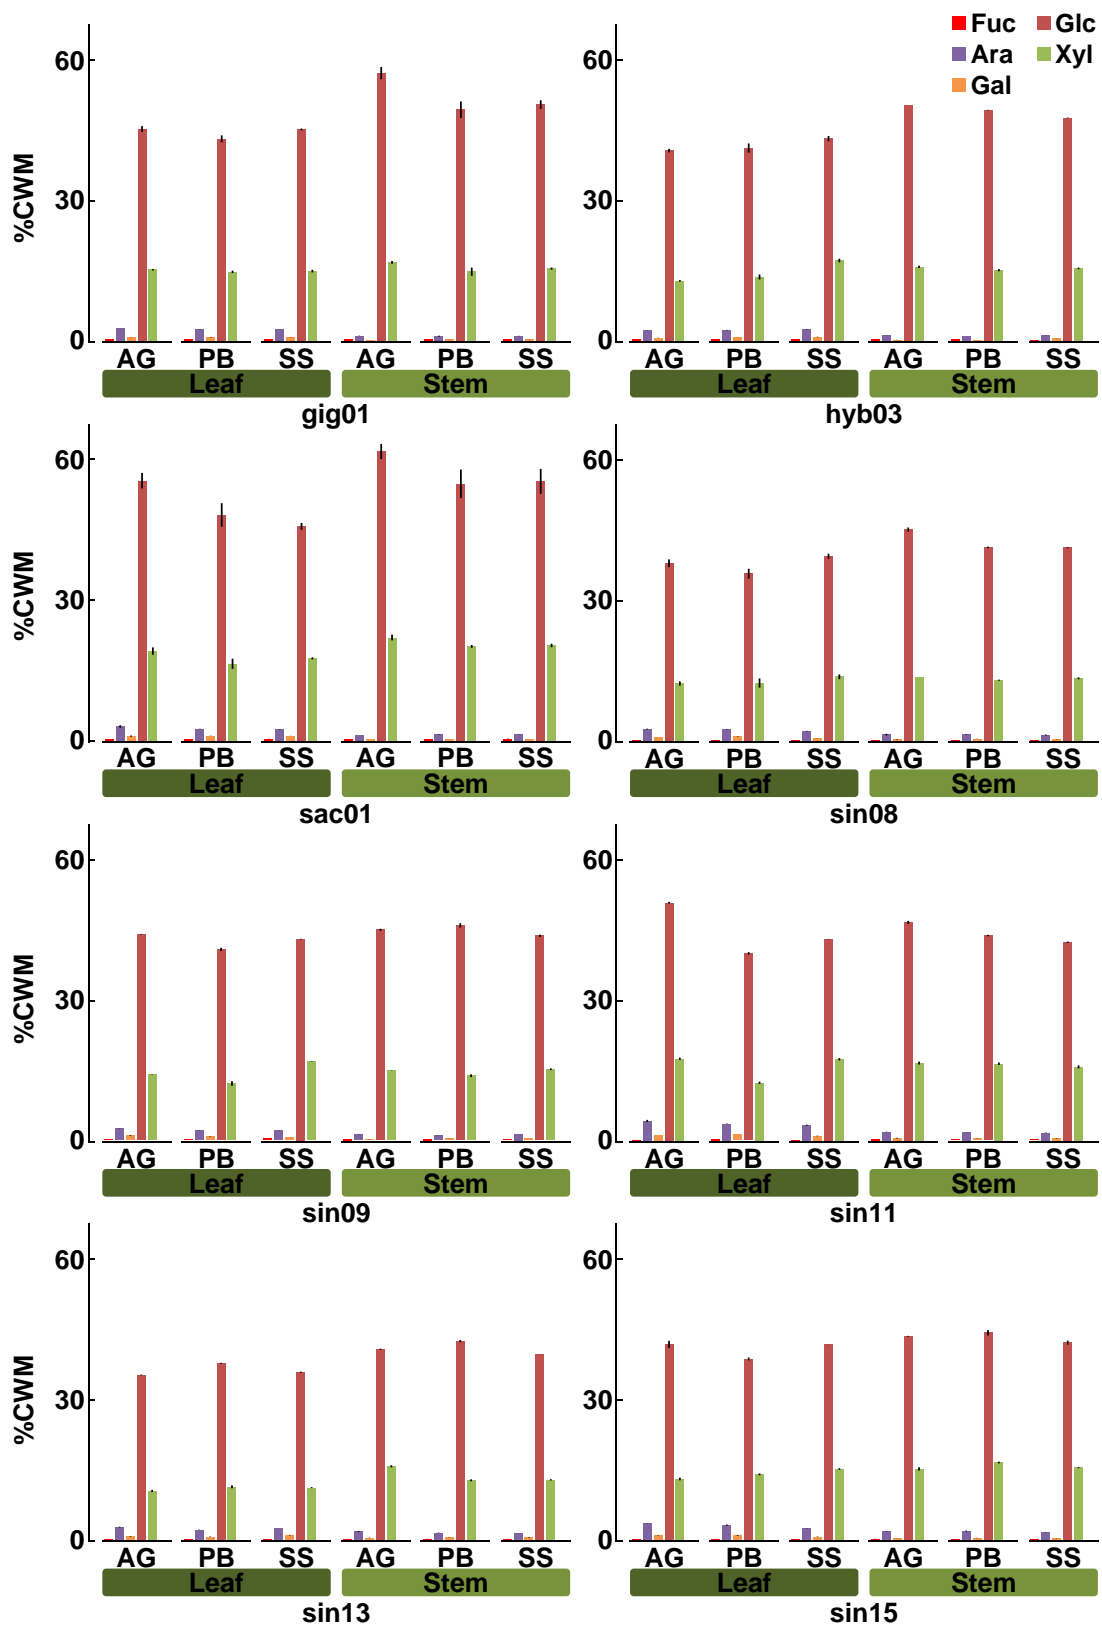 Fuc Glc
Ara Xyl
Gal
%CWM
60
30
0
AG PB SS AG PB SS
Leaf Stem
gig01
60
30
0
AG PB SS AG PB SS
Leaf Stem
hyb03
%CWM
60
30
0
AG PB SS AG PB SS
Leaf Stem
sac01
60
30
0
AG PB SS AG PB SS
Leaf Stem
sin08
%CWM
60
30
0
AG PB SS AG PB SS
Leaf Stem
sin09
60
30
0
AG PB SS AG PB SS
Leaf Stem
sin11
%CWM
60
30
0
AG PB SS AG PB SS
Leaf Stem
sin13
60
30
0
AG PB SS AG PB SS
Leaf Stem
sin15